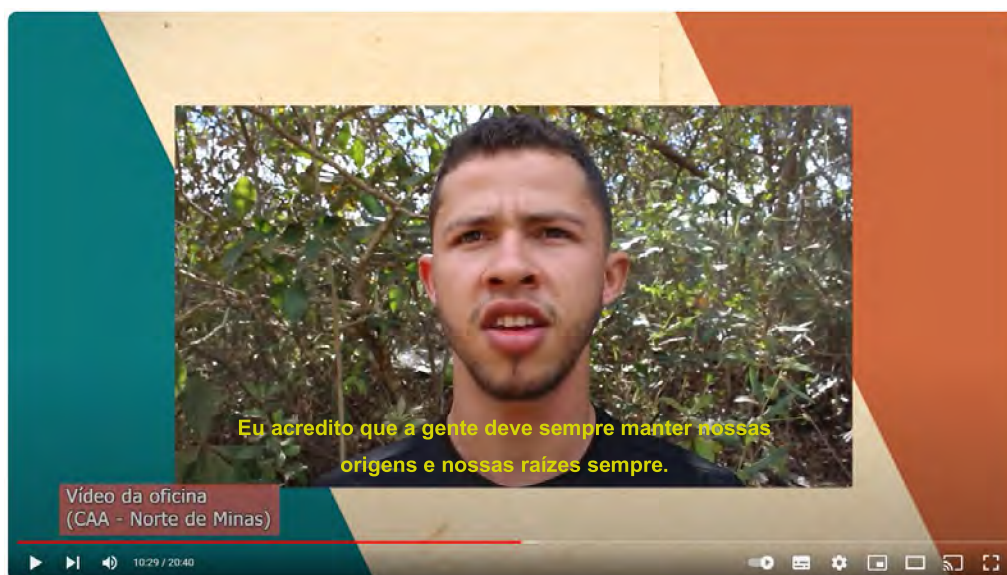 Eu acredito que a gente deve sempre manter nossas
origens e nossas raízes sempre.
Vídeo da oficina
(CAA - Norte de Minas)
10:29 / 20:40